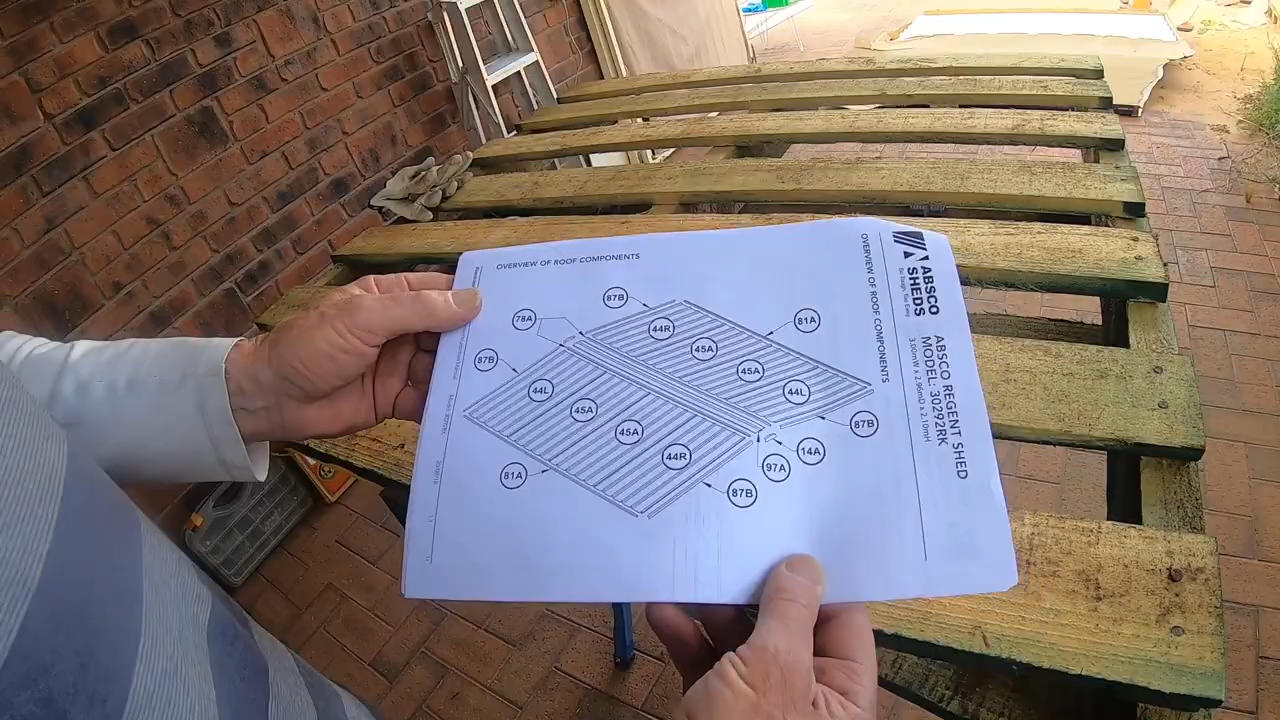 OVERVIEW OF ROOF COMPONENTS
87B
78A
87B
81A
44R
45A
45A
44L
44L
45A
45A
44R
81A
87B
14A
97A
87B
OVERVIEW OF ROOF COMPONENTS
ABSCO
SHEDS
ABSCO REGENT SHED
MODEL: 30292RK
3.00mW x 2.96mD x 2.10mH